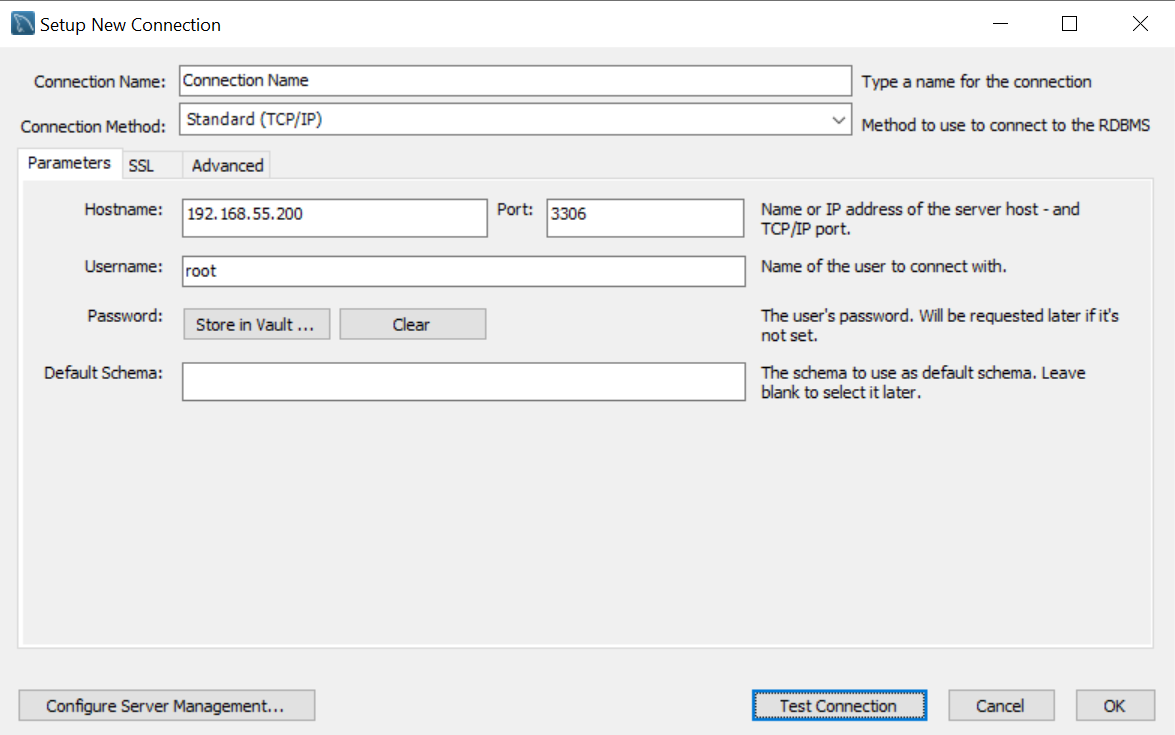 Setup New Connection
Connection Name: Connection Name Type a name for the connection
Connection Method: Standard (TCP/IP) Method to use to connect to the RDBMS
Parameters SSL Advanced
Hostname: 192.168.55.200 Port: 3306 Name or IP address of the server host - and
TCP/IP port.
Username: root Name of the user to connect with.
Password: Store in Vault ... Clear The user's password. Will be requested later if it's
not set.
Default Schema: The schema to use as default schema. Leave
blank to select it later.
Configure Server Management... Test Connection Cancel OK